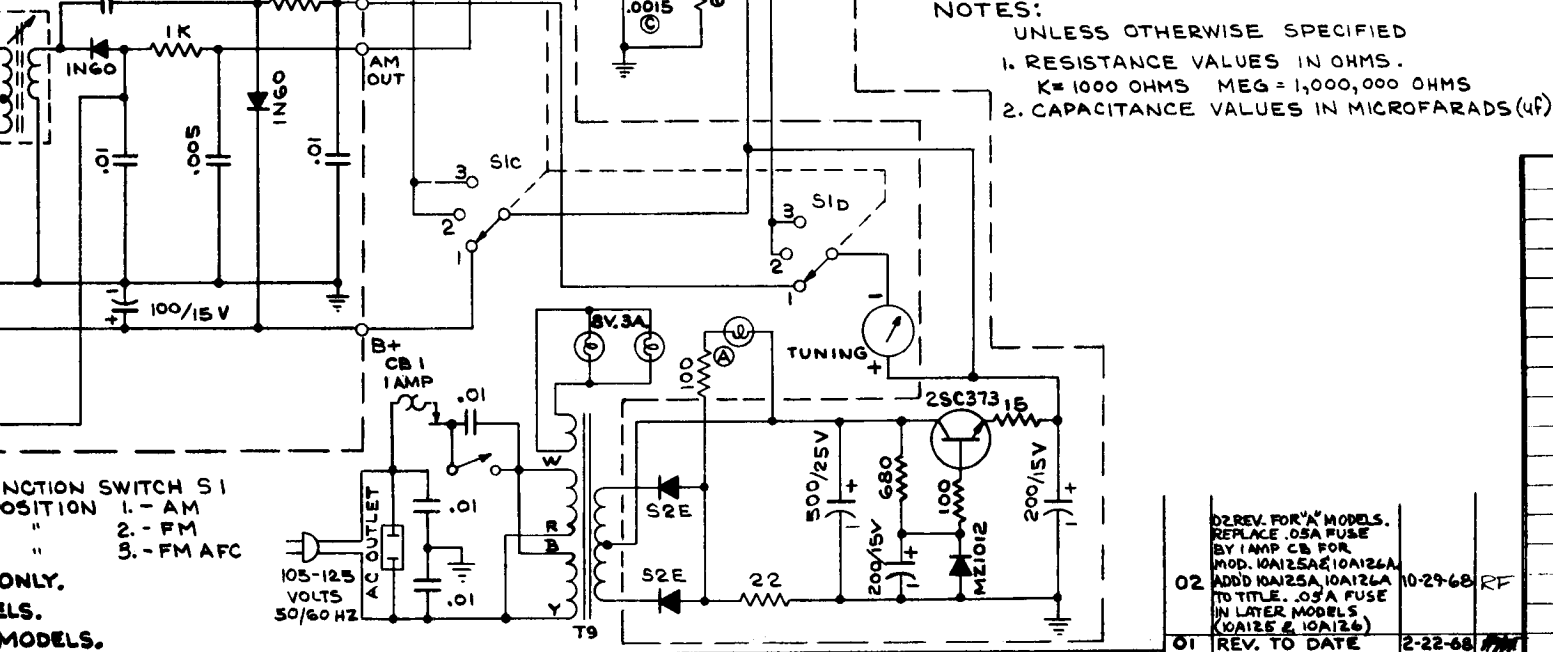 NOTES:
UNLESS OTHERWISE SPECIFIED
1. RESISTANCE VALUES IN OHMS.
K= 1000 OHMS MEG = 1,000,000 OHMS
2. CAPACITANCE VALUES IN MICROFARADS (uf)
.0015
C
1K
1N60
AM
OUT
1N60
.01
.005
.01
S1C
3
2
1
S1D
3
2
1
-
+
100/15V
B+
CB 1
1 AMP
.01
8V.3A.
100
A
TUNING
-
+
2SC373
15
W
R
B
Y
T9
S2E
S2E
22
500/25V
+
-
680
100
200/15V
+
-
MZ1012
200/15V
+
-
AC OUTLET
.01
.01
105-125
VOLTS
50/60 HZ
NCTION SWITCH S1
OSITION 1.- AM
" 2.- FM
" 3.- FM AFC
ONLY.
ELS.
MODELS.
02
D2 REV. FOR "A" MODELS.
REPLACE .05A FUSE
BY 1 AMP CB FOR
MOD. 10A125A & 10A126A
ADD'D 10A125A, 10A126A
TO TITLE. .05A FUSE
IN LATER MODELS
(10A125 & 10A126)
10-29-68
RF
01 REV. TO DATE 2-22-68